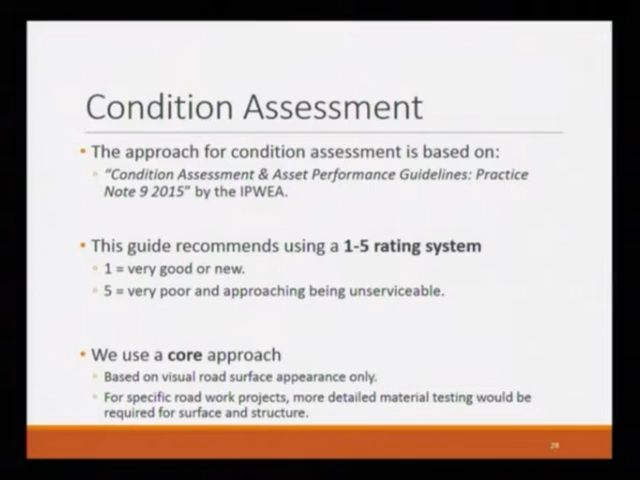 Condition Assessment
• The approach for condition assessment is based on:
◦ “Condition Assessment & Asset Performance Guidelines: Practice
Note 9 2015” by the IPWEA.
• This guide recommends using a 1-5 rating system
◦ 1 = very good or new.
◦ 5 = very poor and approaching being unserviceable.
• We use a core approach
◦ Based on visual road surface appearance only.
◦ For specific road work projects, more detailed material testing would be
required for surface and structure.
28